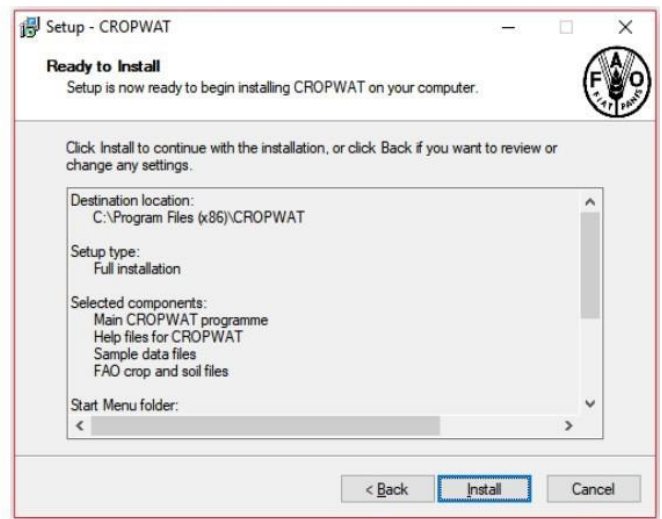 Setup - CROPWAT
Ready to Install
Setup is now ready to begin installing CROPWAT on your computer.
F A O
FIAT PANIS
Click Install to continue with the installation, or click Back if you want to review or
change any settings.
Destination location:
C:\Program Files (x86)\CROPWAT
Setup type:
Full installation
Selected components:
Main CROPWAT programme
Help files for CROPWAT
Sample data files
FAO crop and soil files
Start Menu folder:
< Back
Install
Cancel